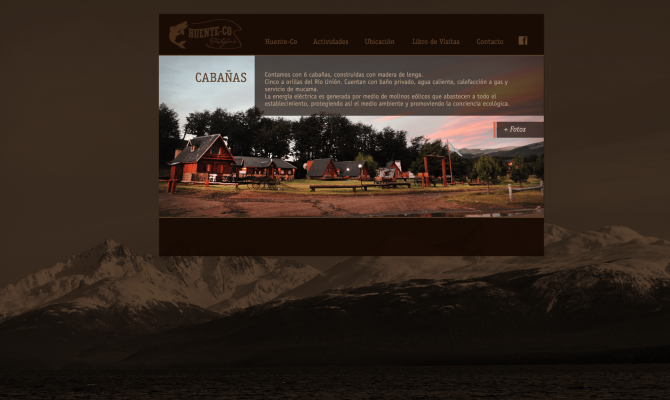 HUENTE-CO
Huente-Co Actividades Ubicación Libro de Visitas Contacto
CABAÑAS
Contamos con 6 cabañas, construidas con madera de lenga.
Cinco a orillas del Río Unión. Cuentan con baño privado, agua caliente, calefacción a gas y
servicio de mucama.
La energía eléctrica es generada por medio de molinos eólicos que abastecen a todo el
establecimiento, protegiendo así el medio ambiente y promoviendo la conciencia ecológica.
+ Fotos